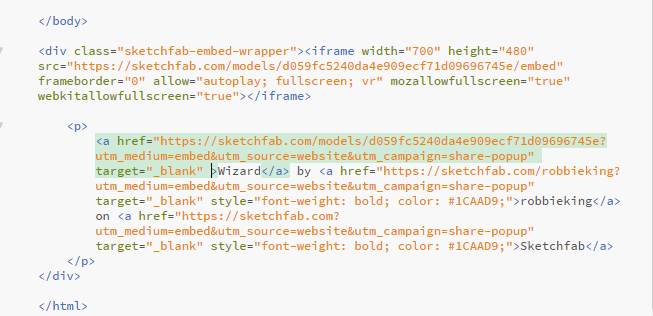 </body>
<div class="sketchfab-embed-wrapper"><iframe width="700" height="480"
src="https://sketchfab.com/models/d059fc5240da4e909ecf71d09696745e/embed"
frameborder="0" allow="autoplay; fullscreen; vr" mozallowfullscreen="true"
webkitallowfullscreen="true"></iframe>
<p>
<a href="https://sketchfab.com/models/d059fc5240da4e909ecf71d09696745e?
utm_medium=embed&utm_source=website&utm_campaign=share-popup"
target="_blank" >Wizard</a> by <a href="https://sketchfab.com/robbieking?
utm_medium=embed&utm_source=website&utm_campaign=share-popup"
target="_blank" style="font-weight: bold; color: #1CAAD9;">robbieking</a>
on <a href="https://sketchfab.com?
utm_medium=embed&utm_source=website&utm_campaign=share-popup"
target="_blank" style="font-weight: bold; color: #1CAAD9;">Sketchfab</a>
</p>
</div>
</html>